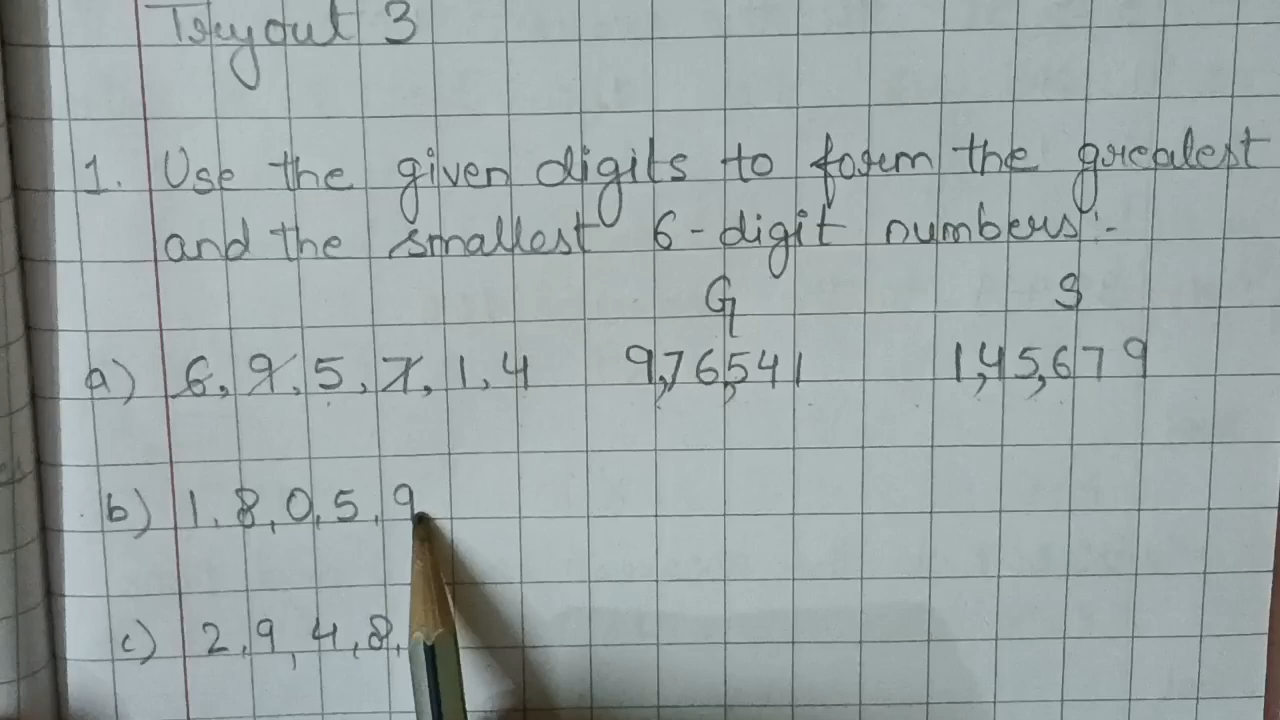 Tryout 3
1. Use the given digits to form the greatest
and the smallest 6-digit numbers:-
G S
a) 6, 9, 5, 7, 1, 4 9,76,541 1,45,679
b) 1, 8, 0, 5, 9
c) 2, 9, 4, 8,